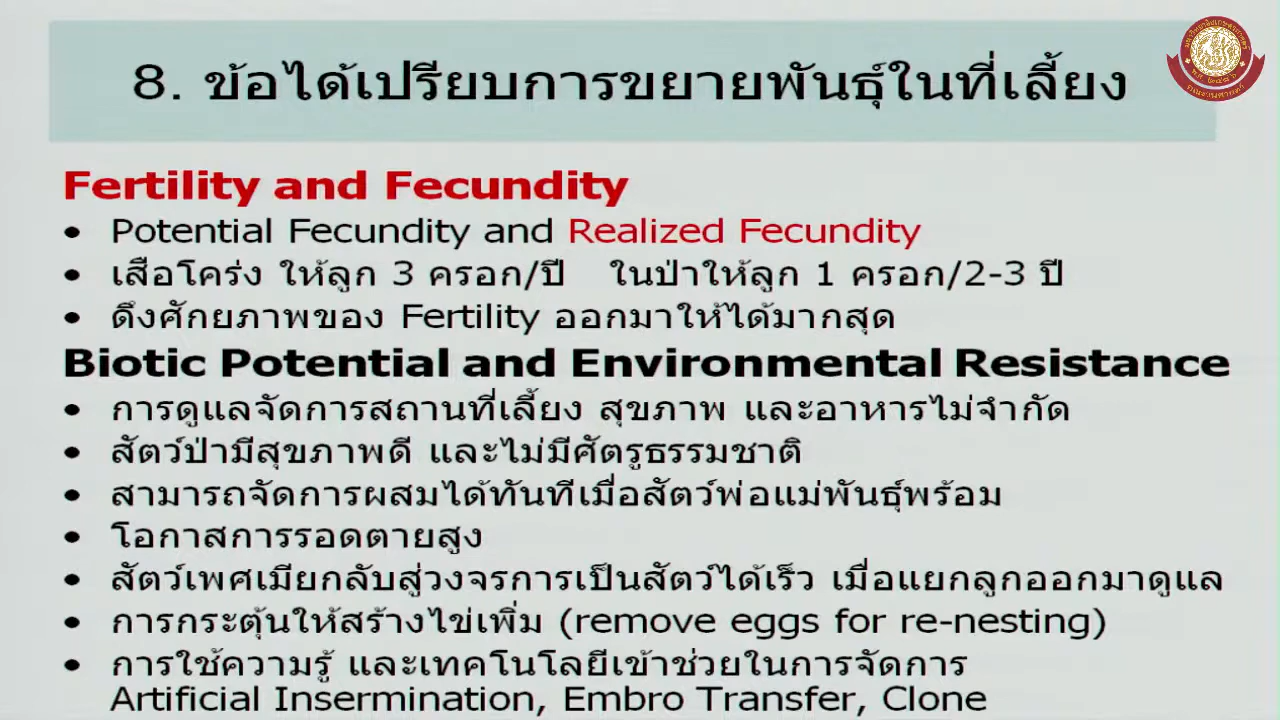 8. ข้อได้เปรียบการขยายพันธุ์ในที่เลี้ยง
Fertility and Fecundity
• Potential Fecundity and Realized Fecundity
• เสือโคร่ง ให้ลูก 3 ครอก/ปี ในป่าให้ลูก 1 ครอก/2-3 ปี
• ดึงศักยภาพของ Fertility ออกมาให้ได้มากสุด
Biotic Potential and Environmental Resistance
• การดูแลจัดการสถานที่เลี้ยง สุขภาพ และอาหารไม่จำกัด
• สัตว์ป่ามีสุขภาพดี และไม่มีศัตรูธรรมชาติ
• สามารถจัดการผสมได้ทันทีเมื่อสัตว์พ่อแม่พันธุ์พร้อม
• โอกาสการรอดตายสูง
• สัตว์เพศเมียกลับสู่วงจรการเป็นสัตว์ได้เร็ว เมื่อแยกลูกออกมาดูแล
• การกระตุ้นให้สร้างไข่เพิ่ม (remove eggs for re-nesting)
• การใช้ความรู้ และเทคโนโลยีเข้าช่วยในการจัดการ
Artificial Insermination, Embro Transfer, Clone